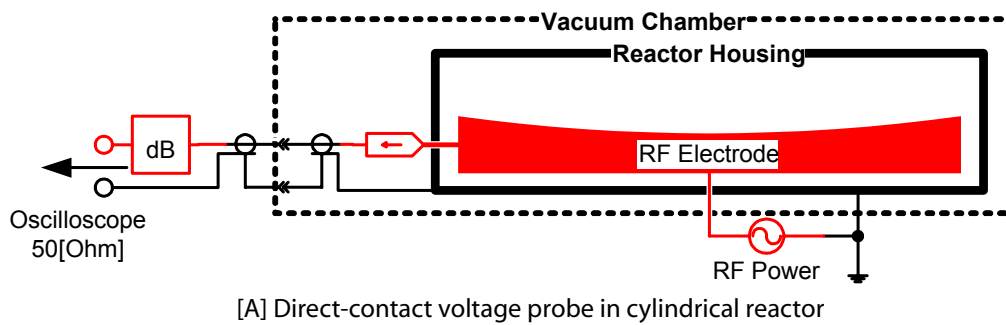 Vacuum Chamber
Reactor Housing
dB
RF Electrode
Oscilloscope
50[Ohm]
RF Power
[A] Direct-contact voltage probe in cylindrical reactor